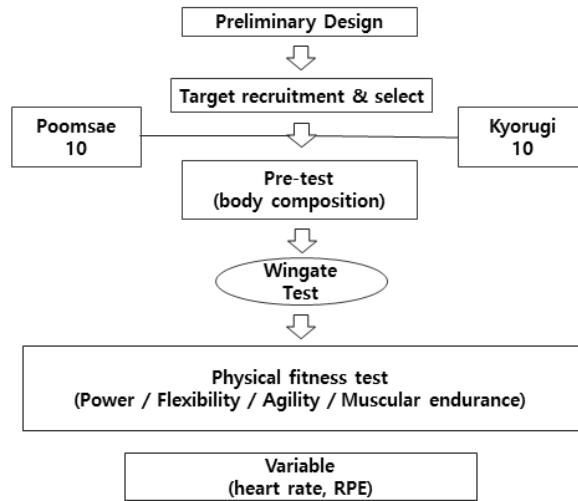 Preliminary Design
Target recruitment & select
Poomsae
10
Kyorugi
10
Pre-test
(body composition)
Wingate
Test
Physical fitness test
(Power / Flexibility / Agility / Muscular endurance)
Variable
(heart rate, RPE)